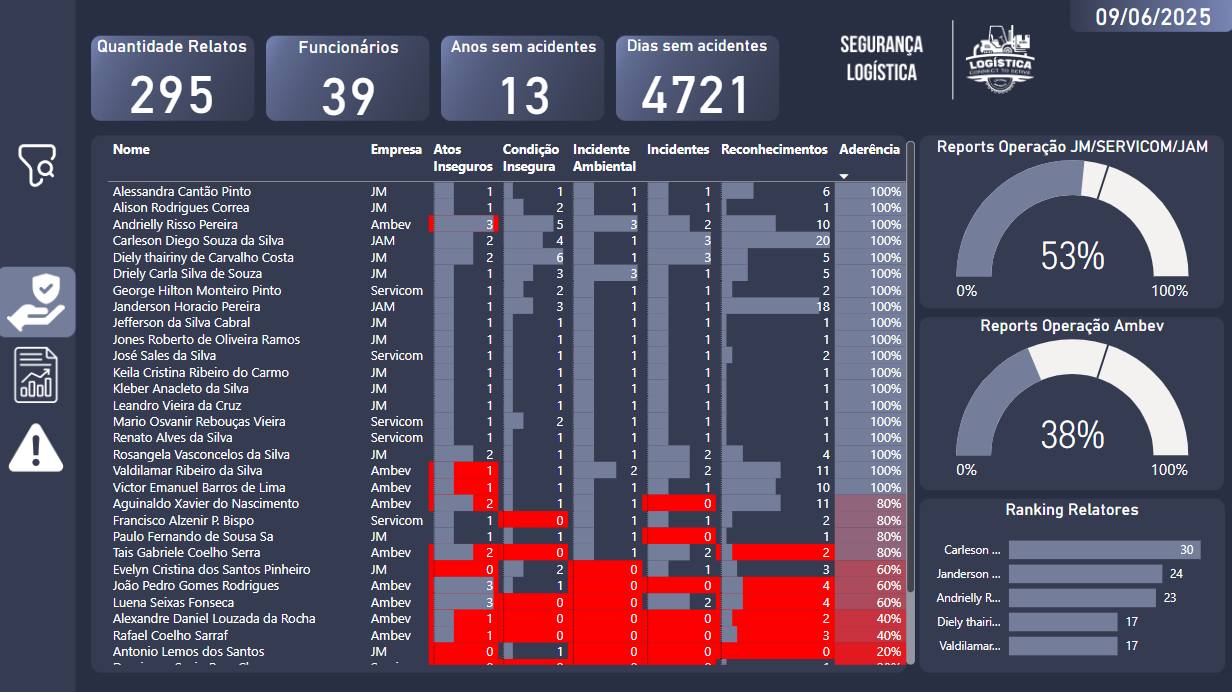 09/06/2025
Quantidade Relatos
295
Funcionários
39
Anos sem acidentes
13
Dias sem acidentes
4721
SEGURANÇA
LOGÍSTICA
LOGÍSTICA
CONNECT TO SERVE
Nome Empresa Atos Inseguros Condição Insegura Incidente Ambiental Incidentes Reconhecimentos Aderência
Alessandra Cantão Pinto JM 1 1 1 1 6 100%
Alison Rodrigues Correa JM 1 2 1 1 1 100%
Andrielly Risso Pereira Ambev 3 5 3 2 10 100%
Carleson Diego Souza da Silva JAM 2 4 1 3 20 100%
Diely thairiny de Carvalho Costa JM 2 6 1 3 5 100%
Driely Carla Silva de Souza JM 1 3 3 1 5 100%
George Hilton Monteiro Pinto Servicom 1 2 1 1 2 100%
Janderson Horacio Pereira JAM 1 3 1 1 18 100%
Jefferson da Silva Cabral JM 1 1 1 1 1 100%
Jones Roberto de Oliveira Ramos JM 1 1 1 1 1 100%
José Sales da Silva Servicom 1 1 1 1 2 100%
Keila Cristina Ribeiro do Carmo JM 1 1 1 1 1 100%
Kleber Anacleto da Silva JM 1 1 1 1 1 100%
Leandro Vieira da Cruz JM 1 1 1 1 1 100%
Mario Osvanir Rebouças Vieira Servicom 1 2 1 1 1 100%
Renato Alves da Silva Servicom 1 1 1 1 1 100%
Rosangela Vasconcelos da Silva JM 2 1 1 2 4 100%
Valdilamar Ribeiro da Silva Ambev 1 1 2 2 11 100%
Victor Emanuel Barros de Lima Ambev 1 1 1 1 10 100%
Aguinaldo Xavier do Nascimento Ambev 2 1 1 0 11 80%
Francisco Alzenir P. Bispo Servicom 1 0 1 1 2 80%
Paulo Fernando de Sousa Sa JM 1 1 1 0 1 80%
Tais Gabriele Coelho Serra Ambev 2 0 1 2 2 80%
Evelyn Cristina dos Santos Pinheiro JM 0 2 0 1 3 60%
João Pedro Gomes Rodrigues Ambev 3 1 0 0 4 60%
Luena Seixas Fonseca Ambev 3 0 0 2 4 60%
Alexandre Daniel Louzada da Rocha Ambev 1 0 0 0 2 40%
Rafael Coelho Sarraf Ambev 1 0 0 0 3 40%
Antonio Lemos dos Santos JM 0 1 0 0 0 20%
Reports Operação JM/SERVICOM/JAM
53%
0% 100%
Reports Operação Ambev
38%
0% 100%
Ranking Relatores
Carleson ... 30
Janderson ... 24
Andrielly R... 23
Diely thairi... 17
Valdilamar... 17